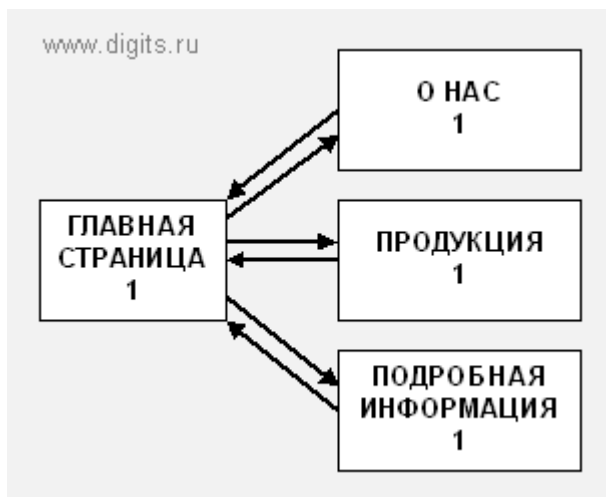 www.digits.ru
О НАС
1
ГЛАВНАЯ
СТРАНИЦА
1
ПРОДУКЦИЯ
1
ПОДРОБНАЯ
ИНФОРМАЦИЯ
1